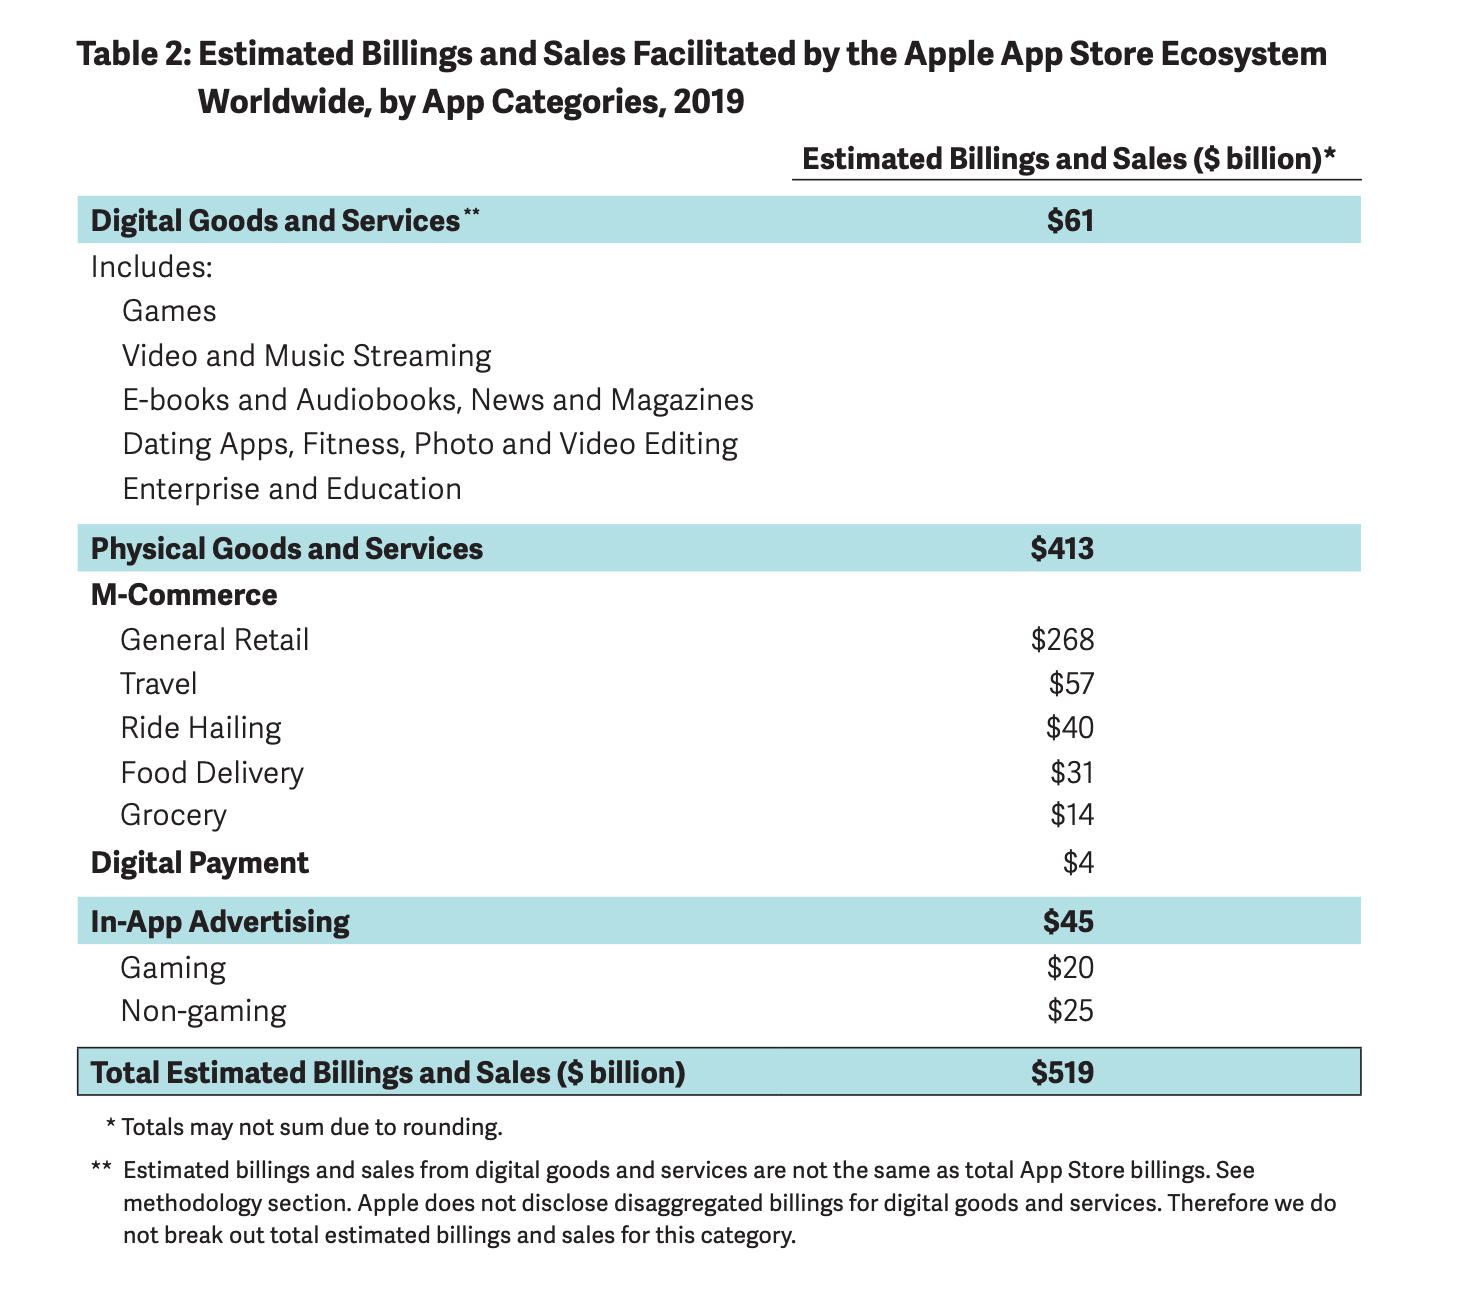 Table 2: Estimated Billings and Sales Facilitated by the Apple App Store Ecosystem
Worldwide, by App Categories, 2019
Estimated Billings and Sales ($ billion)*
Digital Goods and Services** $61
Includes:
Games
Video and Music Streaming
E-books and Audiobooks, News and Magazines
Dating Apps, Fitness, Photo and Video Editing
Enterprise and Education
Physical Goods and Services $413
M-Commerce
General Retail $268
Travel $57
Ride Hailing $40
Food Delivery $31
Grocery $14
Digital Payment $4
In-App Advertising $45
Gaming $20
Non-gaming $25
Total Estimated Billings and Sales ($ billion) $519
* Totals may not sum due to rounding.
** Estimated billings and sales from digital goods and services are not the same as total App Store billings. See
methodology section. Apple does not disclose disaggregated billings for digital goods and services. Therefore we do
not break out total estimated billings and sales for this category.